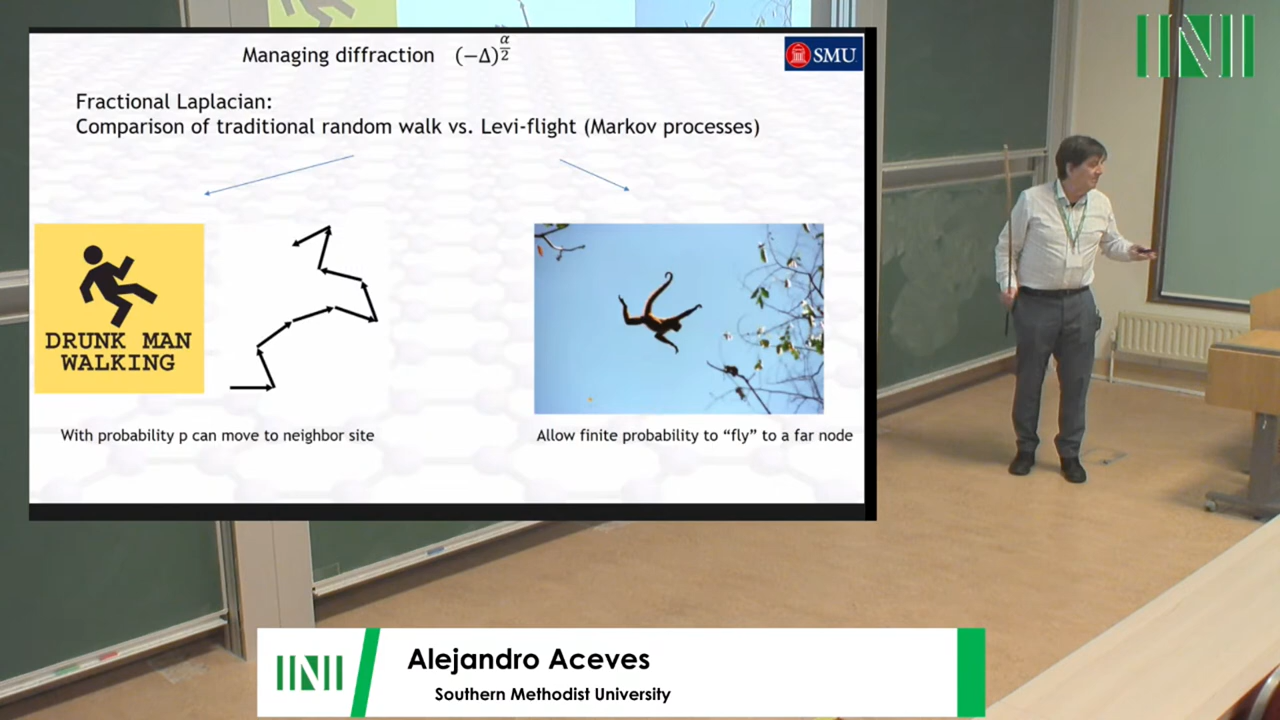 Managing diffraction (−Δ)^{α/2}
SMU
Fractional Laplacian:
Comparison of traditional random walk vs. Levi-flight (Markov processes)
DRUNK MAN
WALKING
With probability p can move to neighbor site
Allow finite probability to “fly” to a far node
INI
INI
Alejandro Aceves
Southern Methodist University